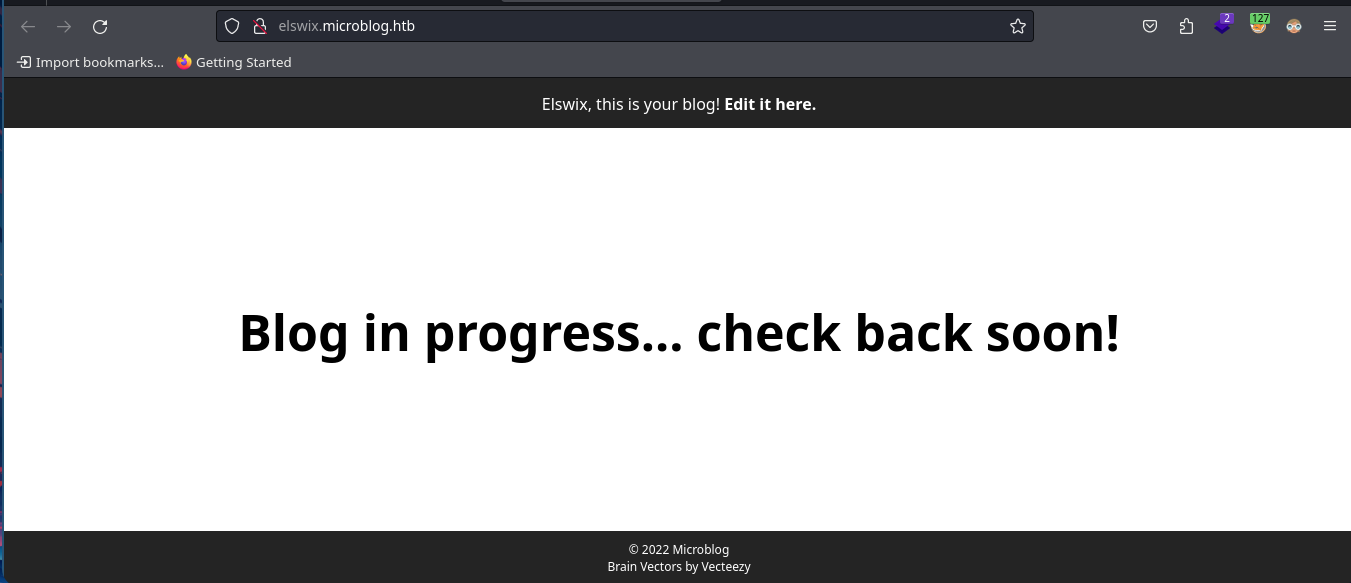 elswix.microblog.htb
2
127
Import bookmarks...
Getting Started
Elswix, this is your blog! Edit it here.
Blog in progress... check back soon!
© 2022 Microblog
Brain Vectors by Vecteezy